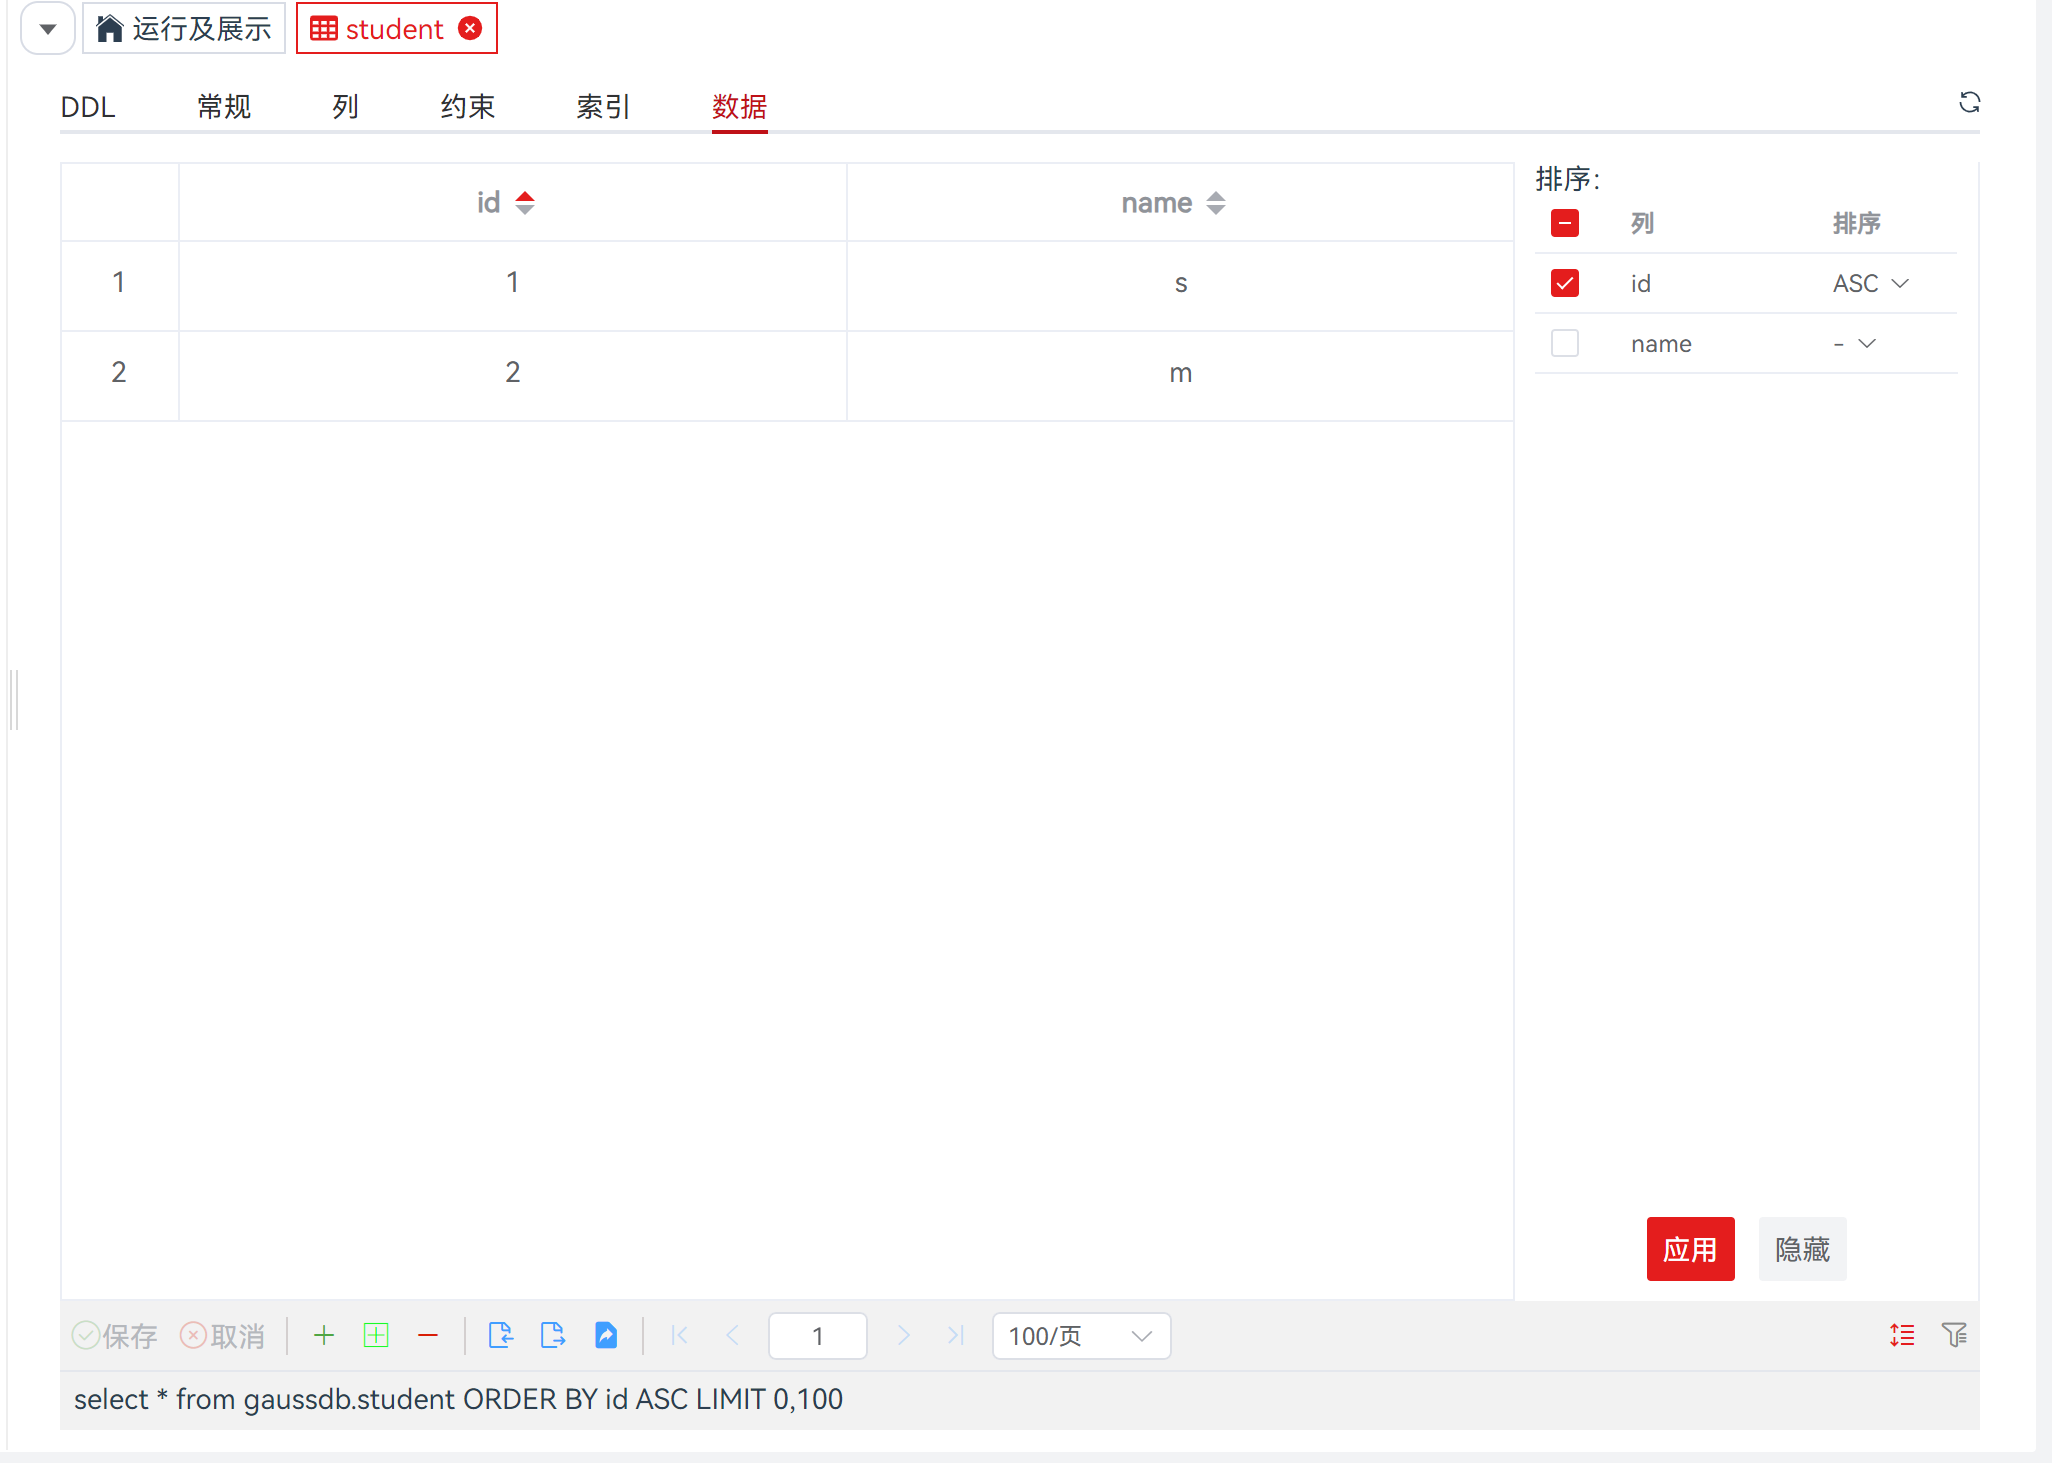 运行及展示 student
DDL 常规 列 约束 索引 数据
id name
1 1 s
2 2 m
排序:
列 排序
id ASC
name -
应用 隐藏
保存 取消 1 100/页
select * from gaussdb.student ORDER BY id ASC LIMIT 0,100